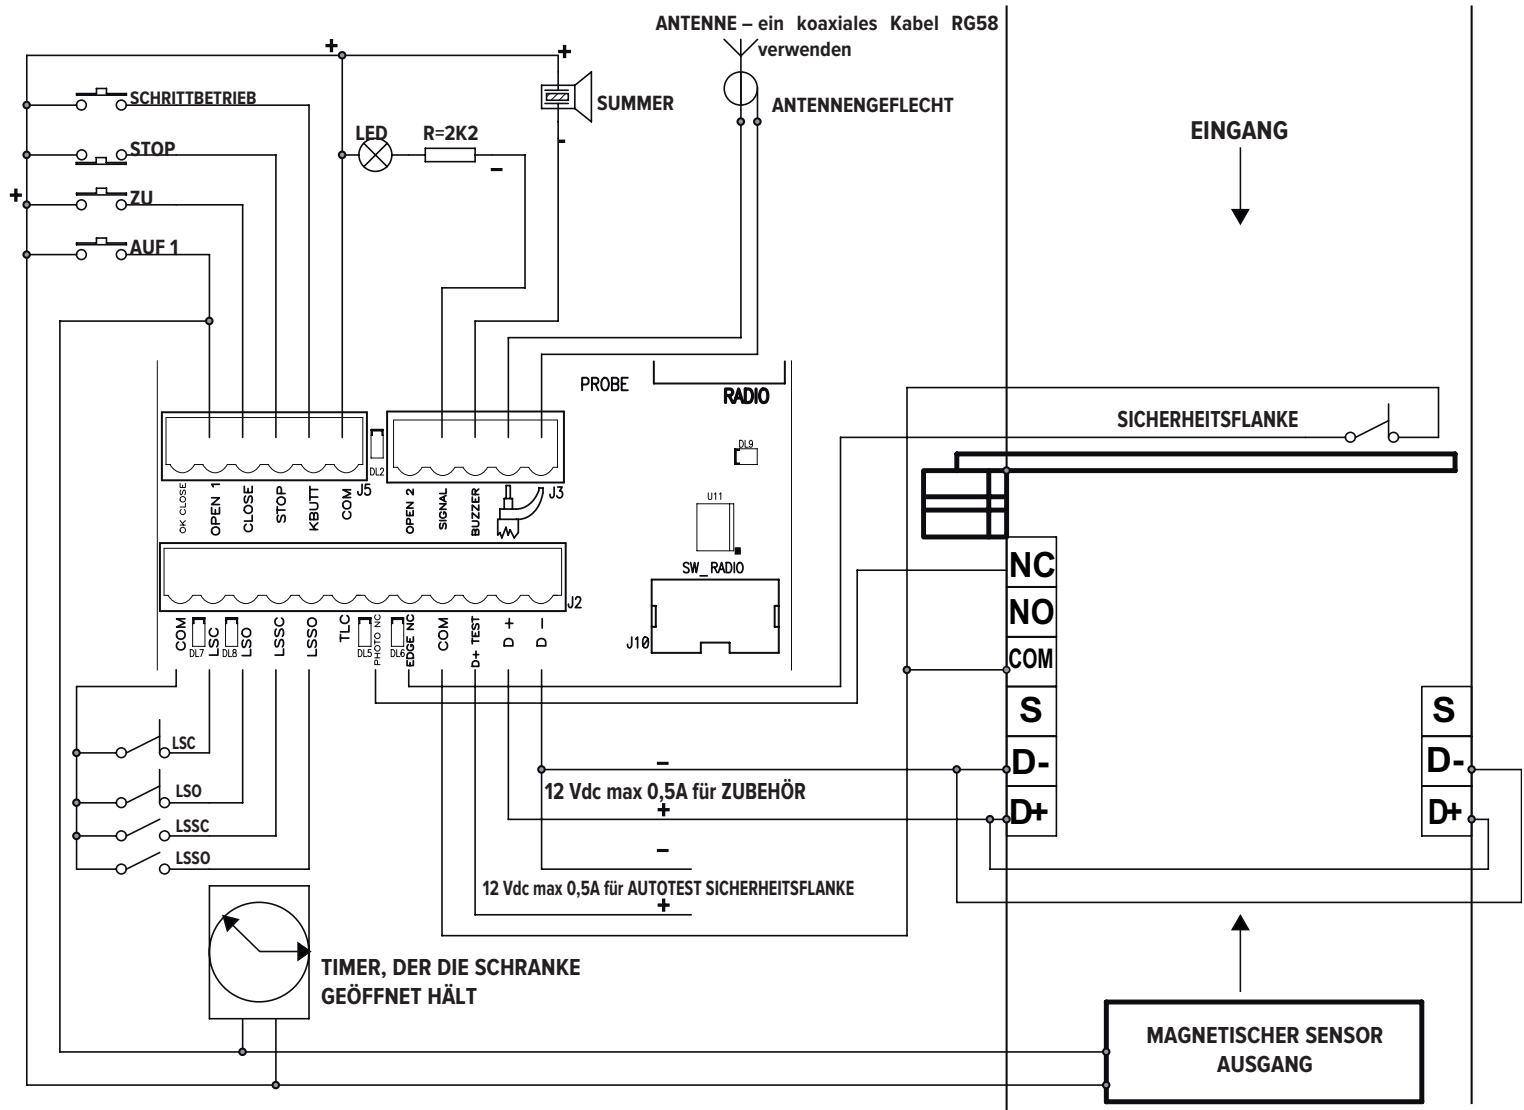 ANTENNE – ein koaxiales Kabel RG58
verwenden
+
+
SCHRITTBETRIEB
SUMMER
ANTENNENGEFLECHT
LED
R=2K2
-
EINGANG
STOP
–
+
ZU
AUF 1
PROBE
RADIO
SICHERHEITSFLANKE
DL9
DL2
J5
J3
OK CLOSE
OPEN 1
CLOSE
STOP
KBUTT
COM
OPEN 2
SIGNAL
BUZZER
U11
SW_RADIO
NC
J2
NO
COM
LSC
LSO
LSSC
LSSO
TLC
PHOTO NC
EDGE NC
COM
D+ TEST
D +
D –
DL7
DL8
DL5
DL6
J10
COM
S
S
LSC
–
D-
D-
12 Vdc max 0,5A für ZUBEHÖR
LSO
+
D+
D+
LSSC
–
LSSO
12 Vdc max 0,5A für AUTOTEST SICHERHEITSFLANKE
+
TIMER, DER DIE SCHRANKE
GEÖFFNET HÄLT
MAGNETISCHER SENSOR
AUSGANG